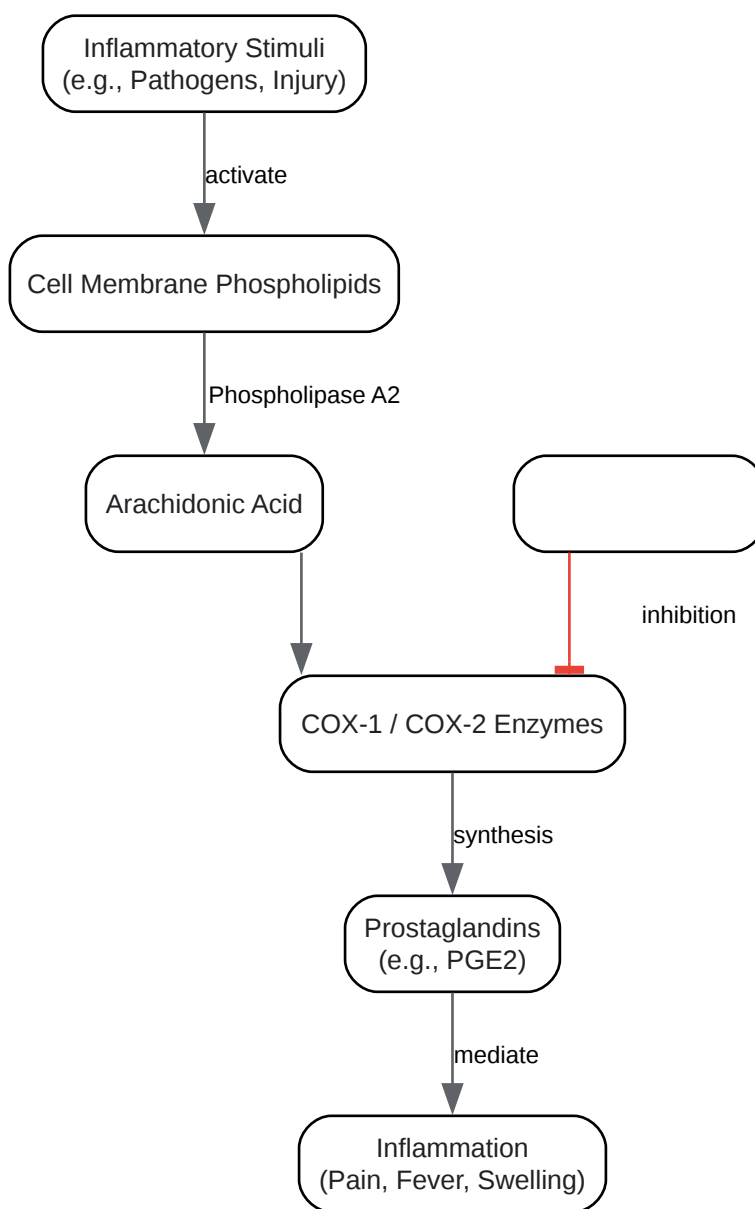 Inflammatory Stimuli
(e.g., Pathogens, Injury)
activate
Cell Membrane Phospholipids
Phospholipase A2
Arachidonic Acid
inhibition
COX-1 / COX-2 Enzymes
synthesis
Prostaglandins
(e.g., PGE2)
mediate
Inflammation
(Pain, Fever, Swelling)